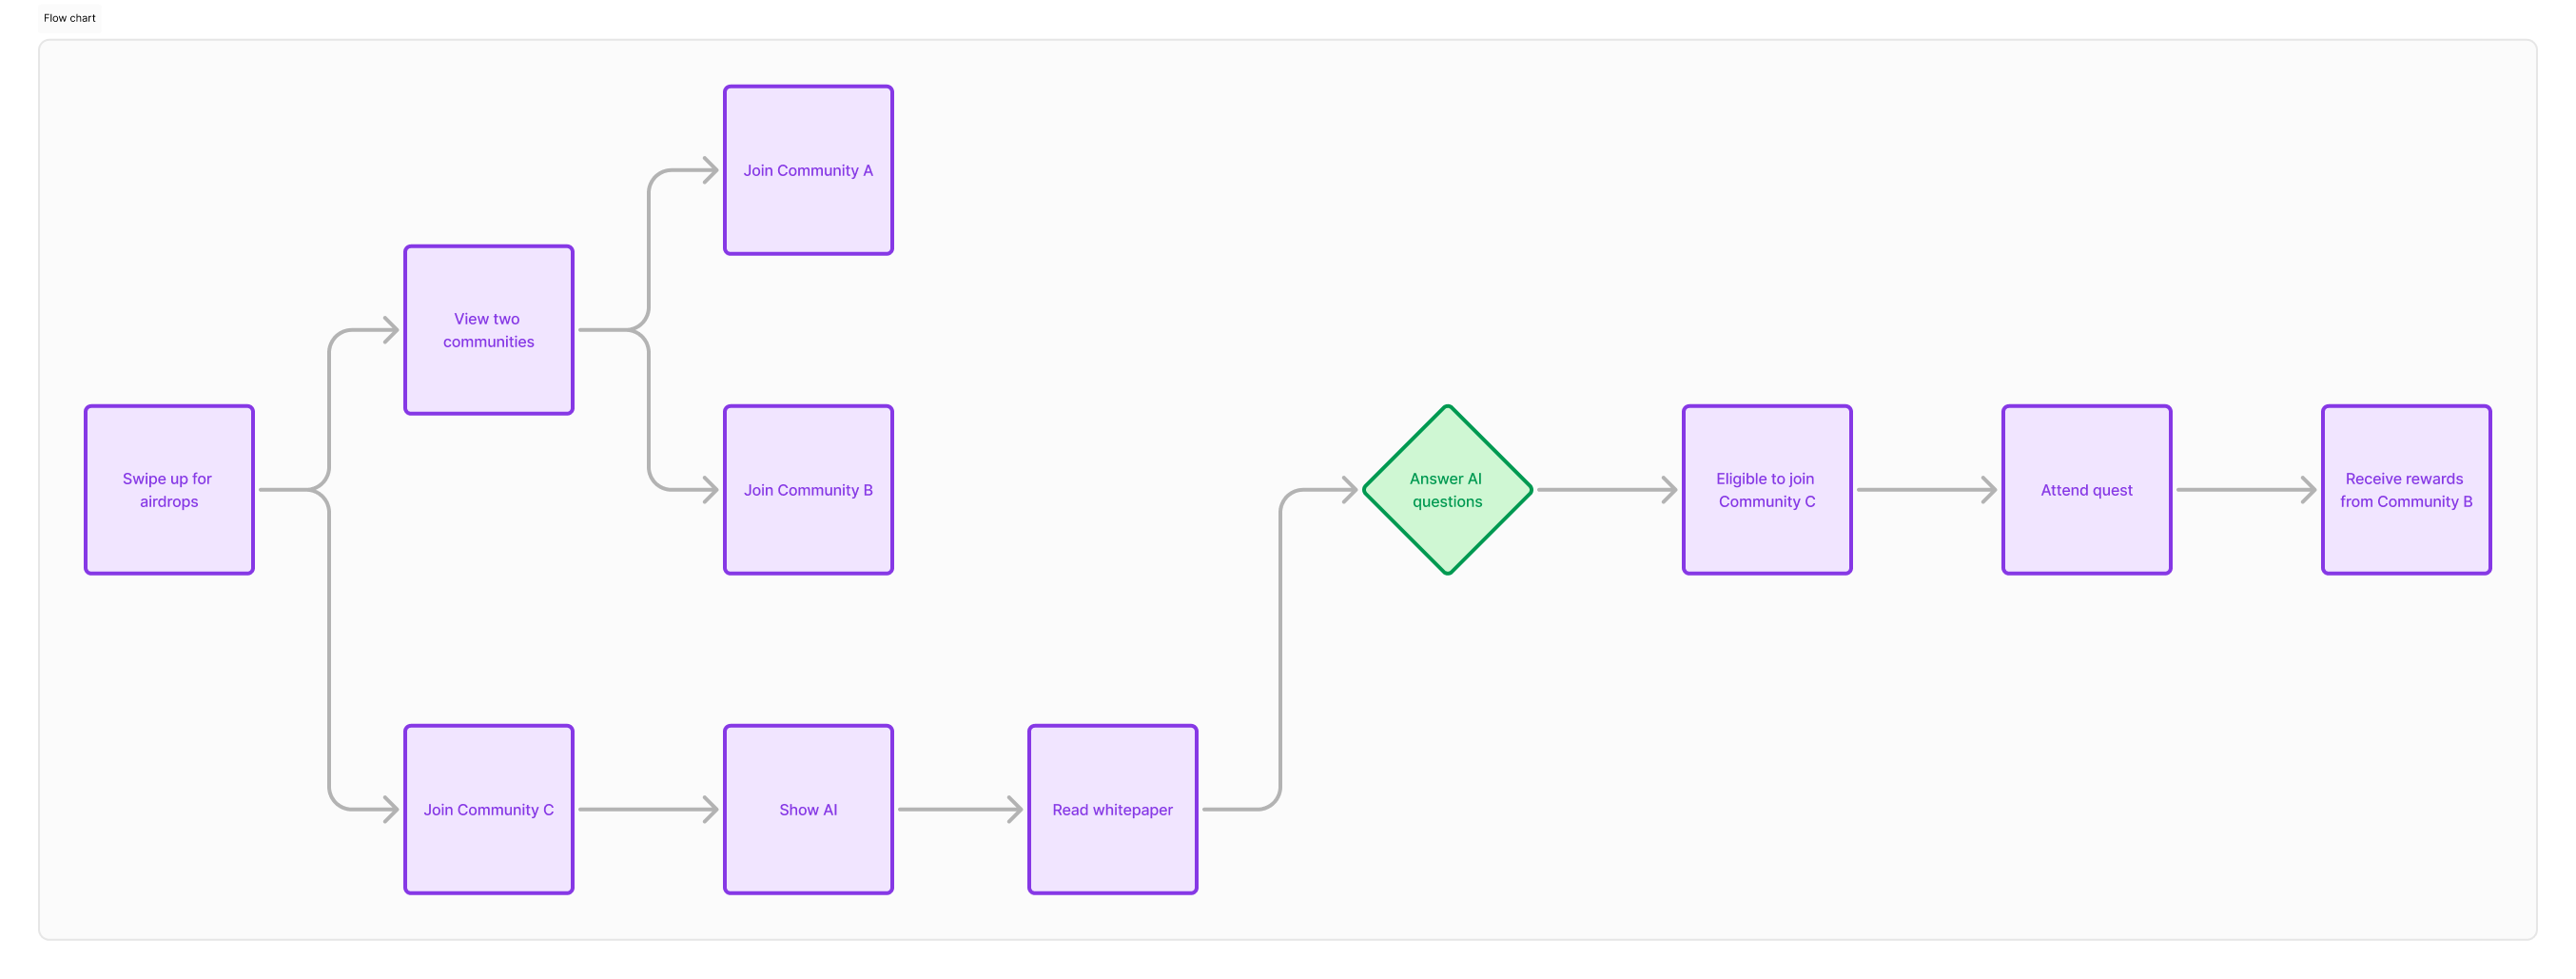 Flow chart
Swipe up for
airdrops
View two
communities
Join Community A
Join Community B
Join Community C
Show AI
Read whitepaper
Answer AI
questions
Eligible to join
Community C
Attend quest
Receive rewards
from Community B